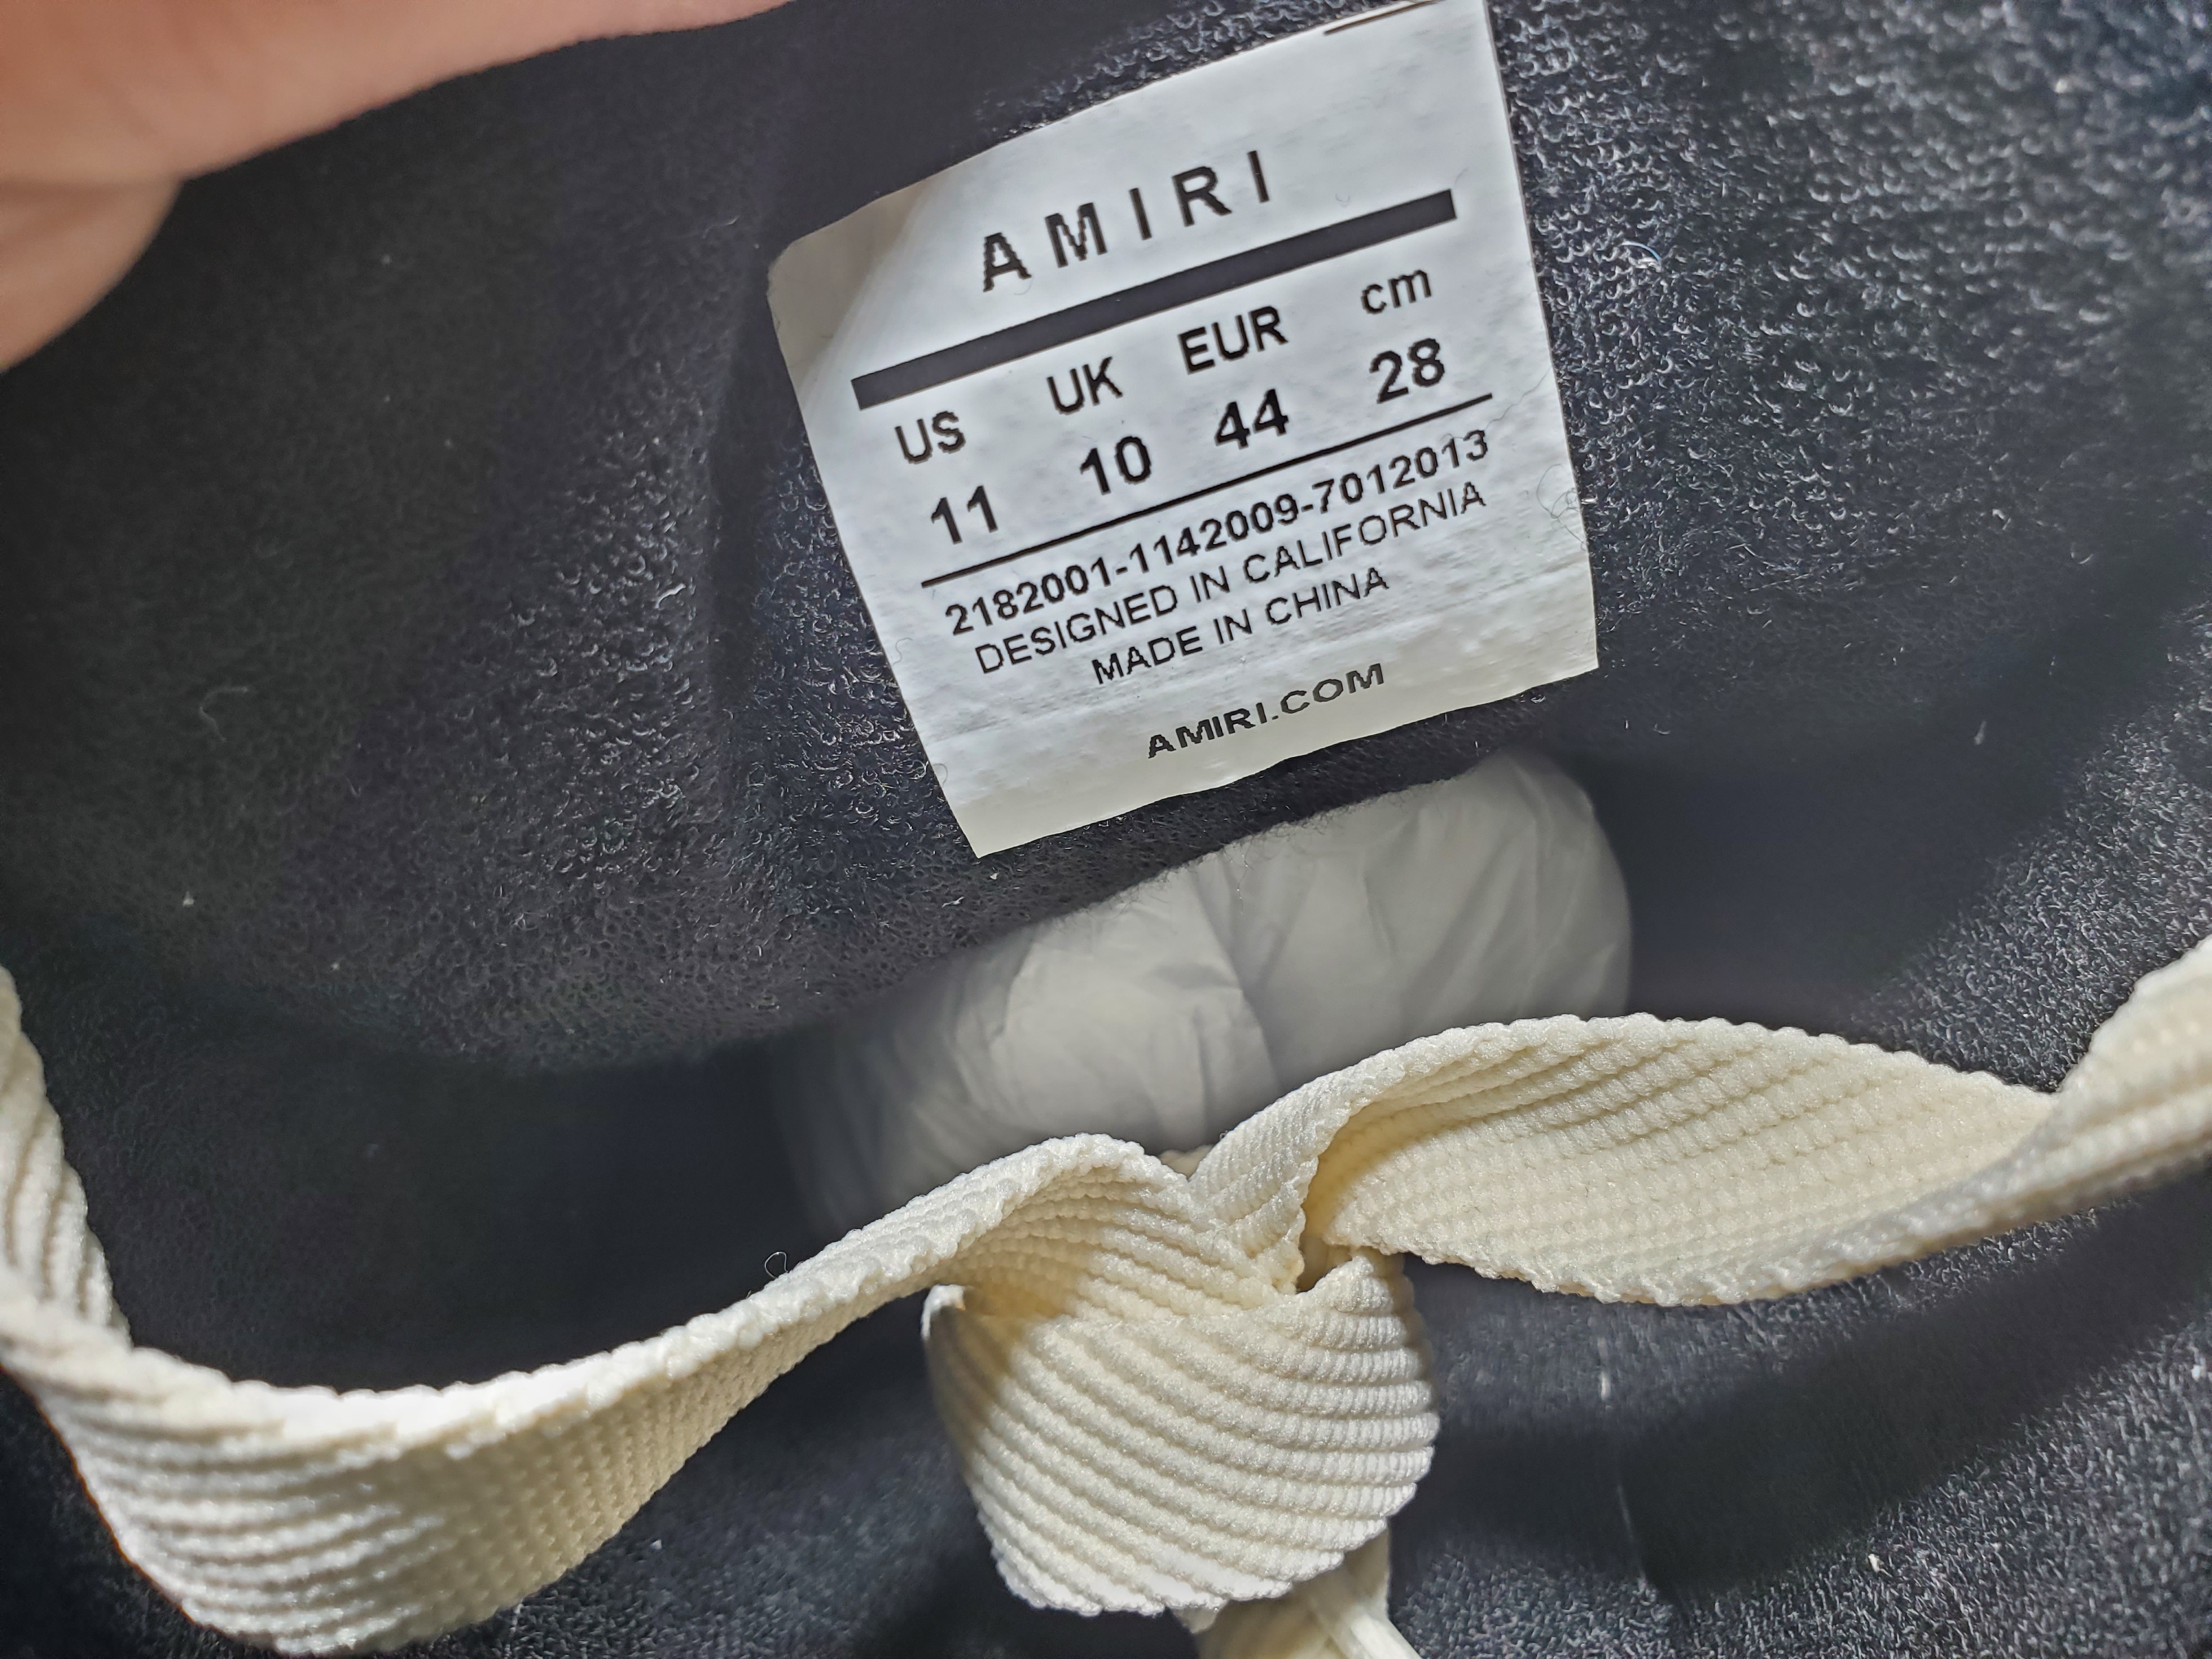 AMIRI
US UK EUR cm
11 10 44 28
2182001-1142009-7012013
DESIGNED IN CALIFORNIA
MADE IN CHINA
AMIRI.COM